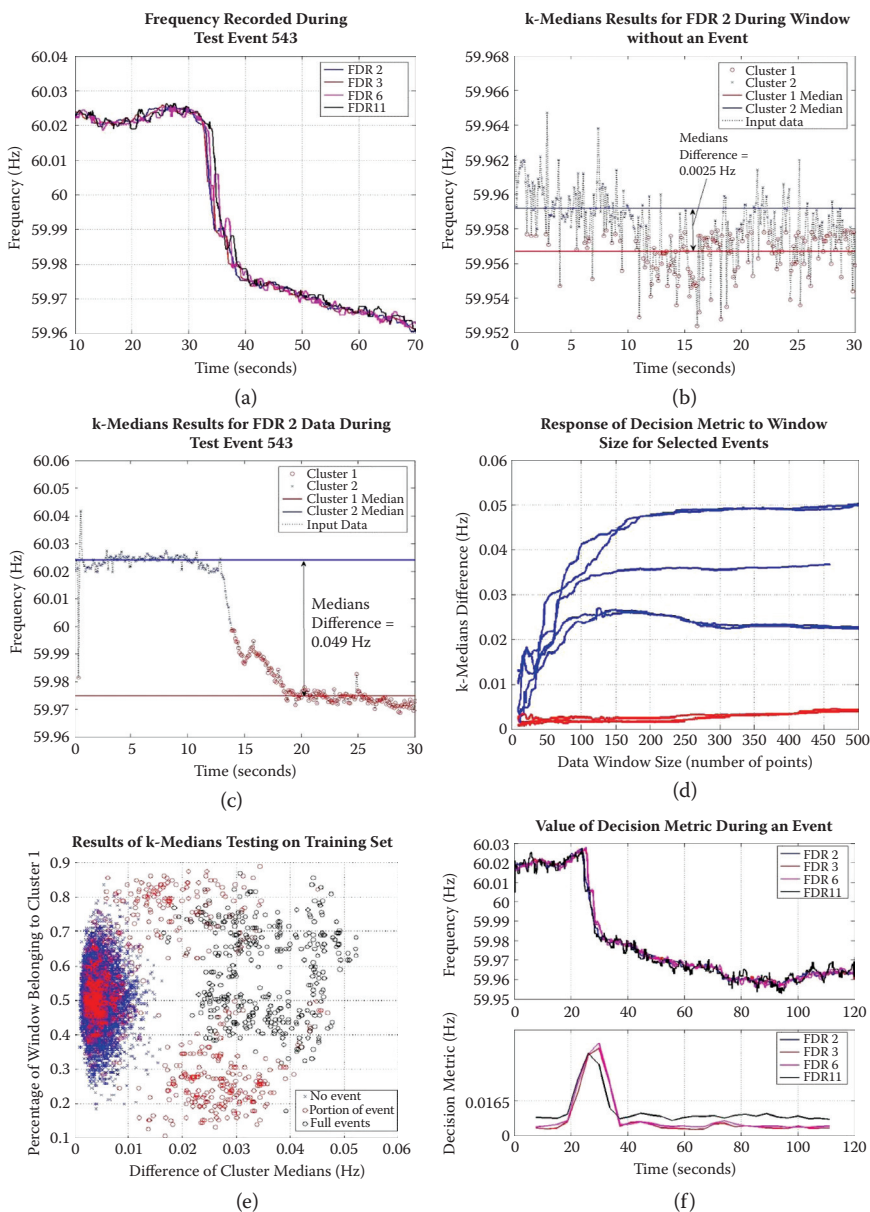 Frequency Recorded During
Test Event 543
60.04
60.03
60.02
60.01
60
59.99
59.98
59.97
59.96
Frequency (Hz)
FDR 2
FDR 3
FDR 6
FDR11
10 20 30 40 50 60 70
Time (seconds)
(a)
k-Medians Results for FDR 2 During Window
without an Event
59.968
59.966
59.964
59.962
59.96
59.958
59.956
59.954
59.952
Frequency (Hz)
Cluster 1
Cluster 2
Cluster 1 Median
Cluster 2 Median
Input data
Medians
Difference =
0.0025 Hz
0 5 10 15 20 25 30
Time (seconds)
(b)
k-Medians Results for FDR 2 Data During
Test Event 543
60.06
60.05
60.04
60.03
60.02
60.01
60
59.99
59.98
59.97
59.96
Frequency (Hz)
Cluster 1
Cluster 2
Cluster 1 Median
Cluster 2 Median
Input Data
Medians
Difference =
0.049 Hz
0 5 10 15 20 25 30
Time (seconds)
(c)
Response of Decision Metric to Window
Size for Selected Events
0.06
0.05
0.04
0.03
0.02
0.01
0
k-Medians Difference (Hz)
0 50 100 150 200 250 300 350 400 450 500
Data Window Size (number of points)
(d)
Results of k-Medians Testing on Training Set
0.9
0.8
0.7
0.6
0.5
0.4
0.3
0.2
0.1
Percentage of Window Belonging to Cluster 1
No event
Portion of event
Full events
0 0.01 0.02 0.03 0.04 0.05 0.06
Difference of Cluster Medians (Hz)
(e)
Value of Decision Metric During an Event
60.03
60.02
60.01
60
59.99
59.98
59.97
59.96
59.95
Frequency (Hz)
FDR 2
FDR 3
FDR 6
FDR11
0 20 40 60 80 100 120
Decision Metric (Hz)
0.0165
0
FDR 2
FDR 3
FDR 6
FDR11
0 20 40 60 80 100 120
Time (seconds)
(f)